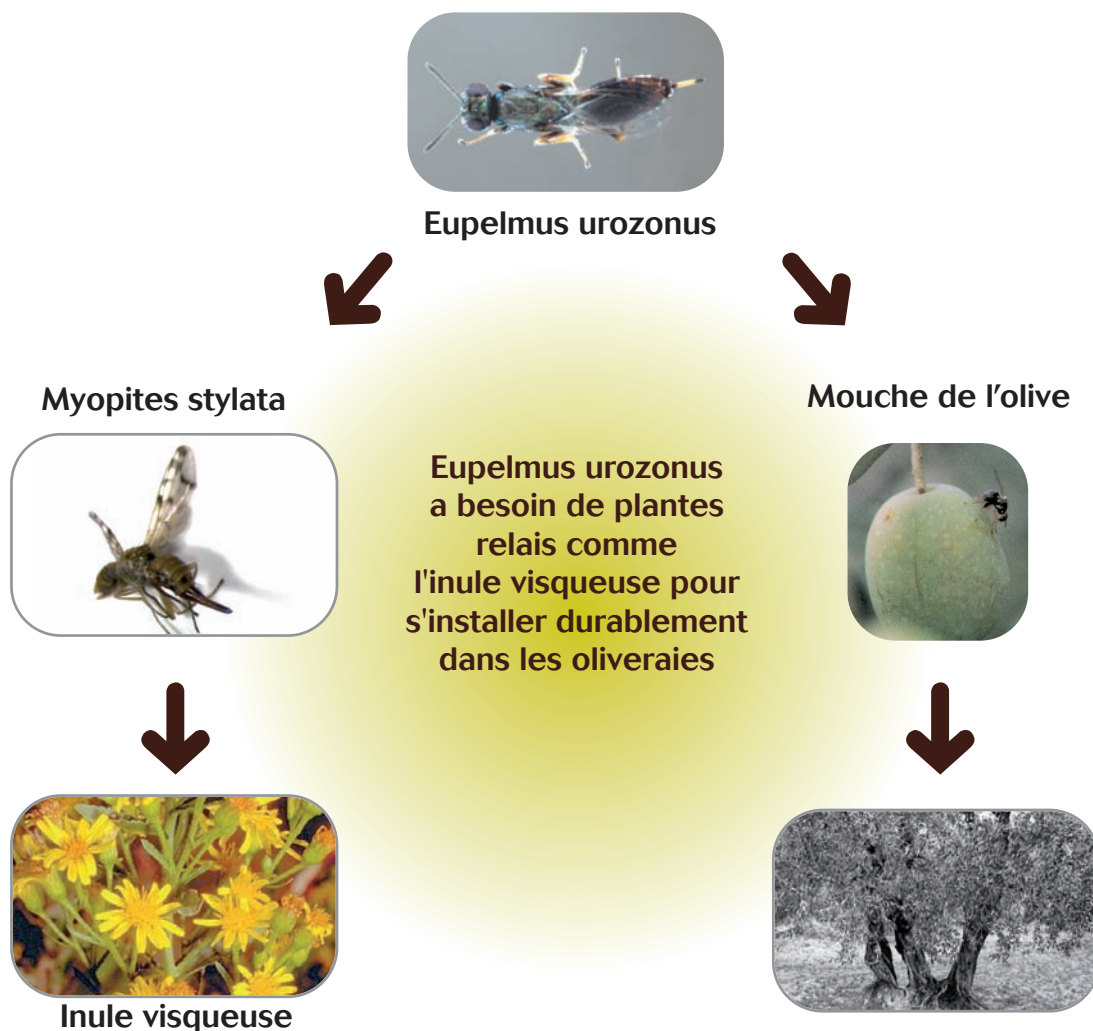 Eupelmus urozonus
Myopites stylata
Mouche de l’olive
Eupelmus urozonus
a besoin de plantes
relais comme
l'inule visqueuse pour
s'installer durablement
dans les oliveraies
Inule visqueuse